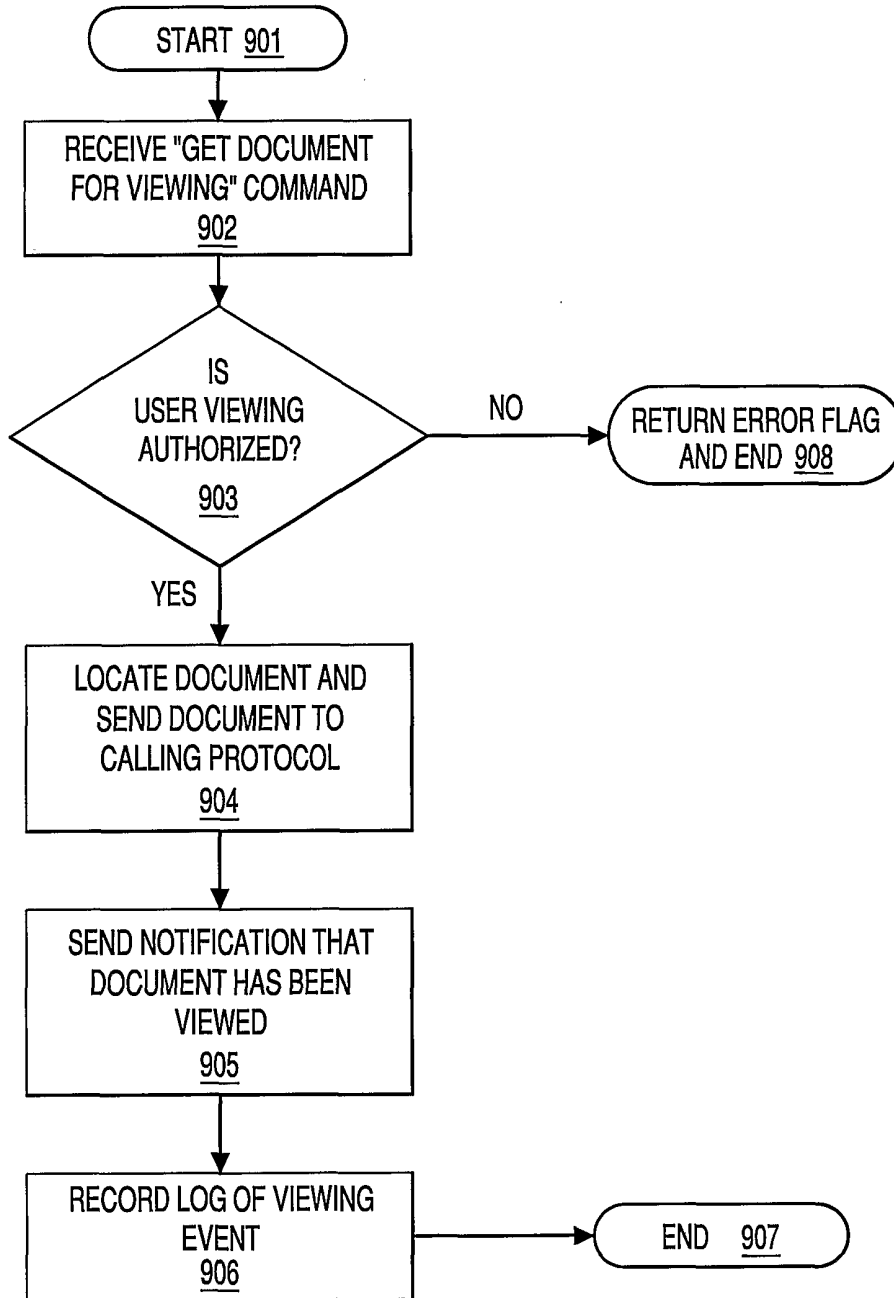 START 901
RECEIVE "GET DOCUMENT
FOR VIEWING" COMMAND
902
IS
USER VIEWING
AUTHORIZED?
903
NO
RETURN ERROR FLAG
AND END 908
YES
LOCATE DOCUMENT AND
SEND DOCUMENT TO
CALLING PROTOCOL
904
SEND NOTIFICATION THAT
DOCUMENT HAS BEEN
VIEWED
905
RECORD LOG OF VIEWING
EVENT
906
END 907